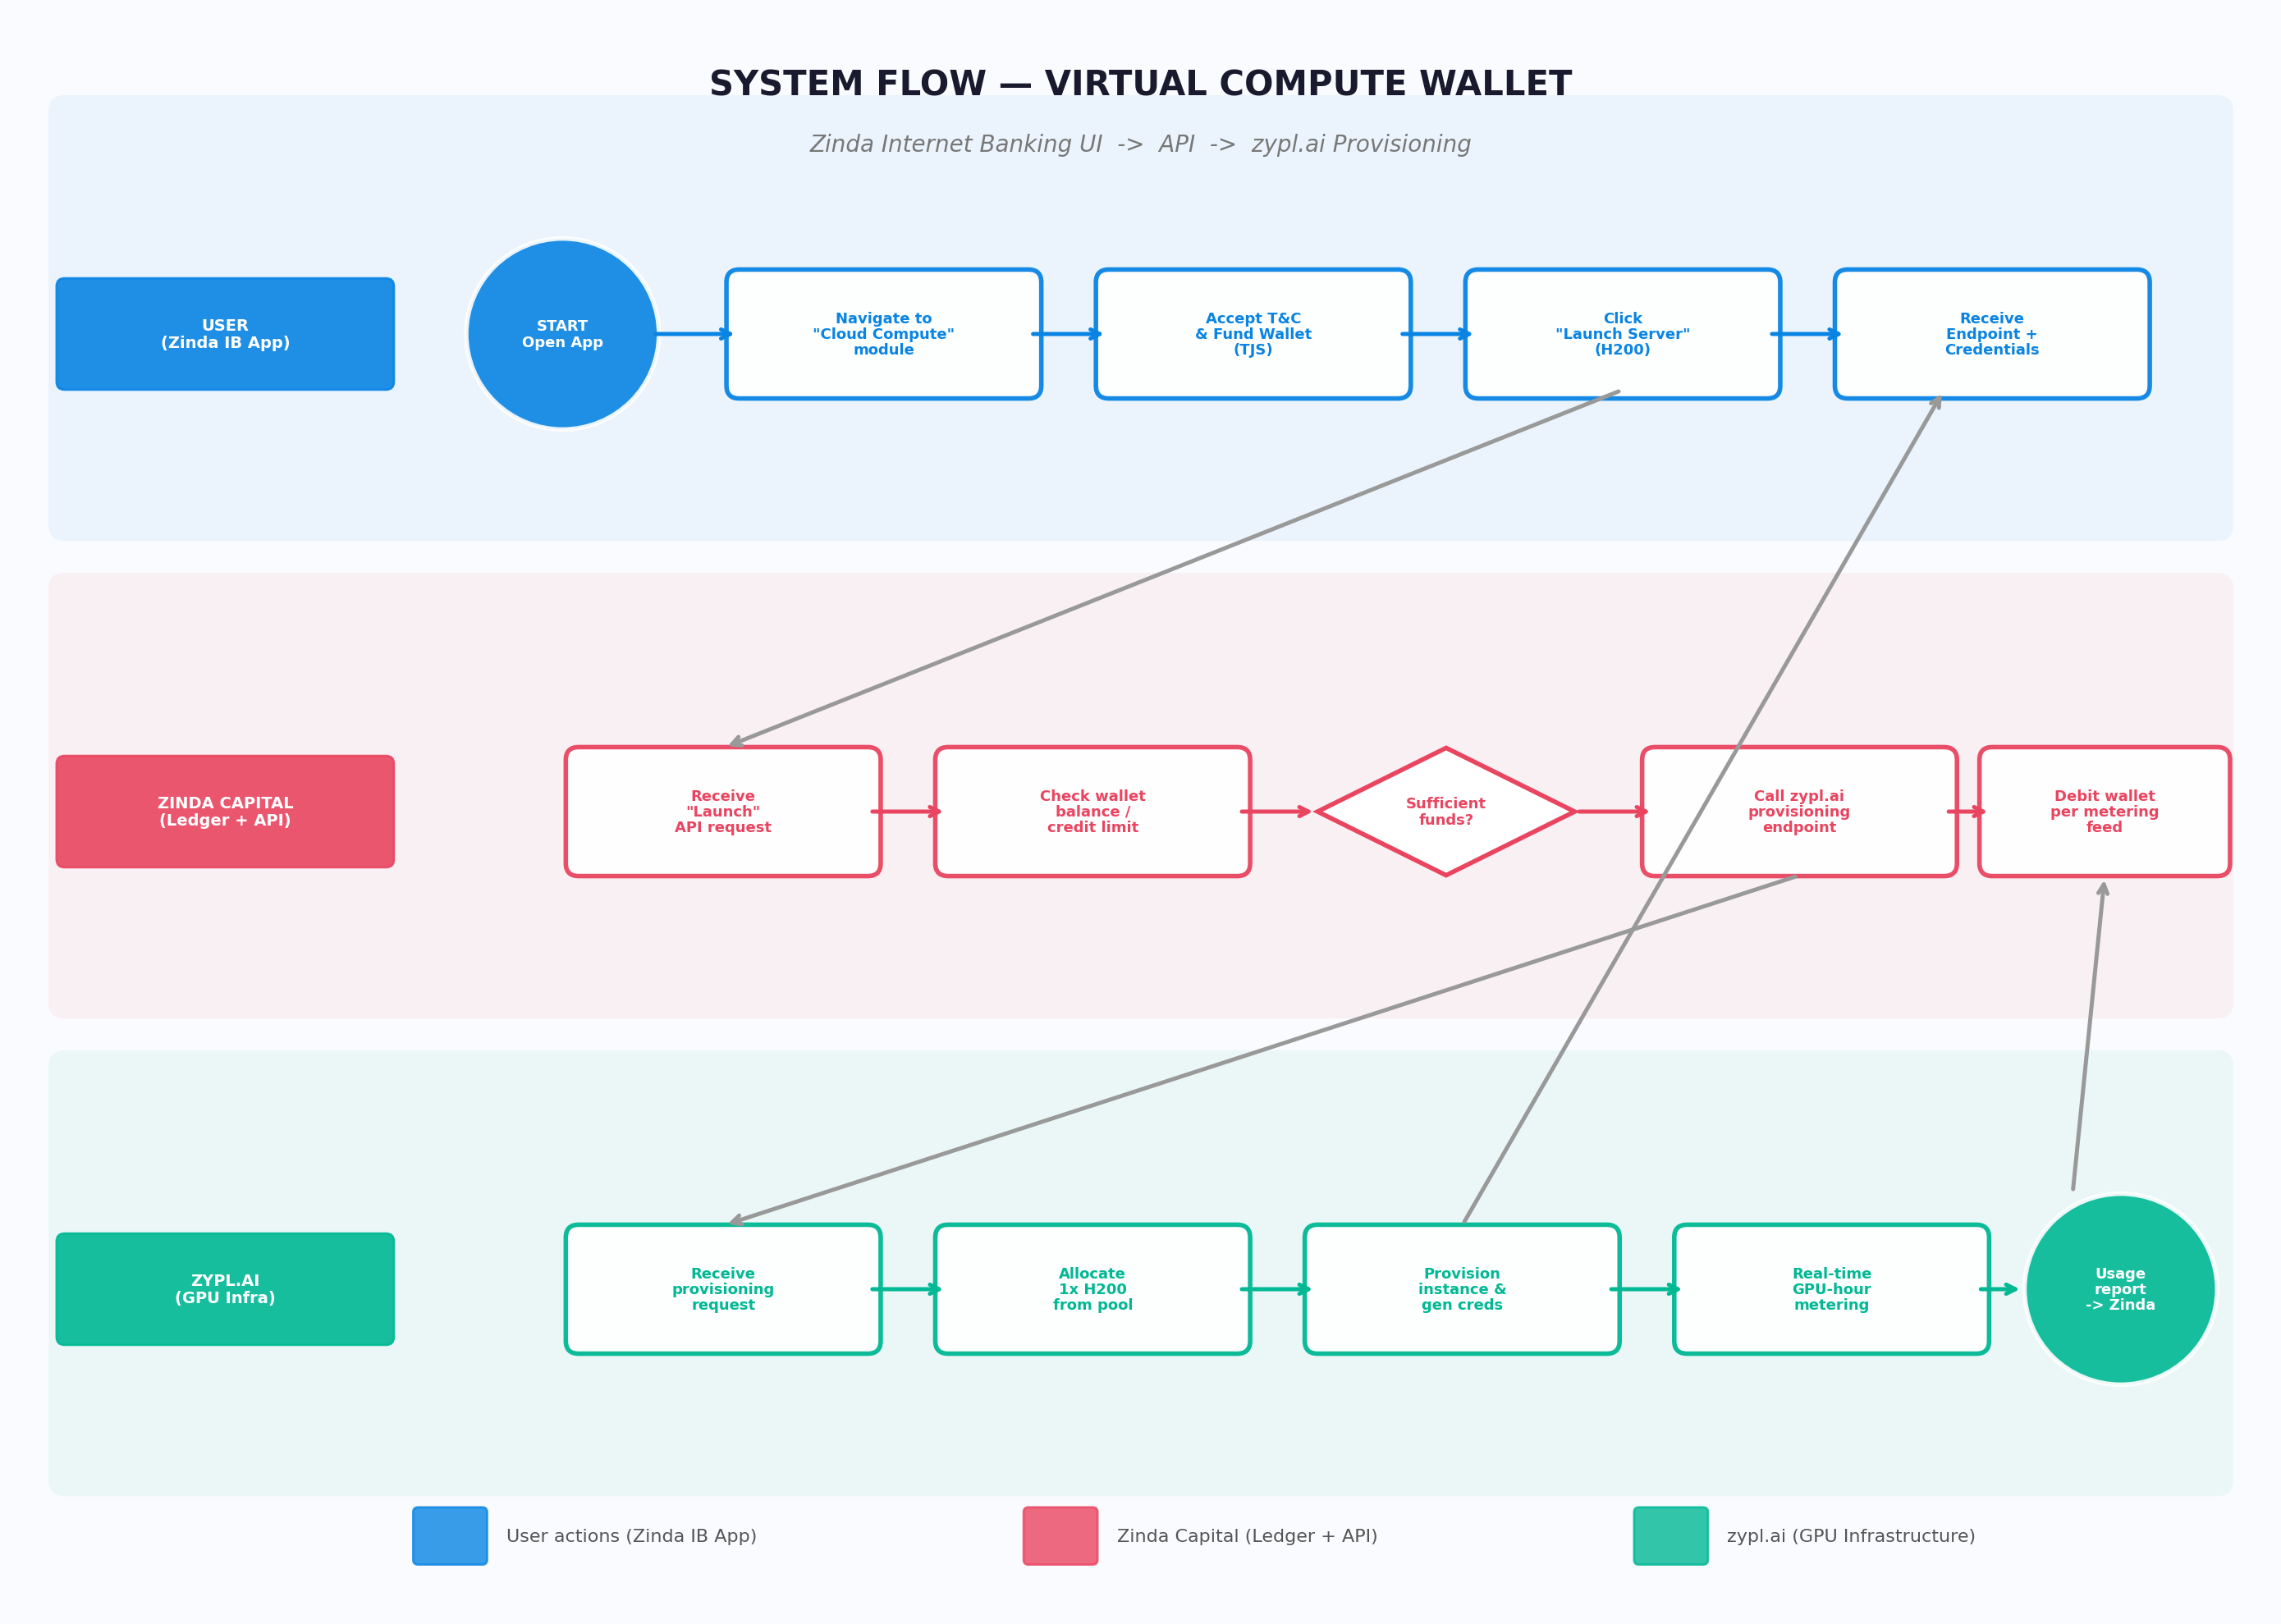 SYSTEM FLOW — VIRTUAL COMPUTE WALLET
Zinda Internet Banking UI -> API -> zypl.ai Provisioning
USER
(Zinda IB App)
START
Open App
Navigate to
"Cloud Compute"
module
Accept T&C
& Fund Wallet
(TJS)
Click
"Launch Server"
(H200)
Receive
Endpoint +
Credentials
ZINDA CAPITAL
(Ledger + API)
Receive
"Launch"
API request
Check wallet
balance /
credit limit
Sufficient
funds?
Call zypl.ai
provisioning
endpoint
Debit wallet
per metering
feed
ZYPL.AI
(GPU Infra)
Receive
provisioning
request
Allocate
1x H200
from pool
Provision
instance &
gen creds
Real-time
GPU-hour
metering
Usage
report
-> Zinda
User actions (Zinda IB App)
Zinda Capital (Ledger + API)
zypl.ai (GPU Infrastructure)